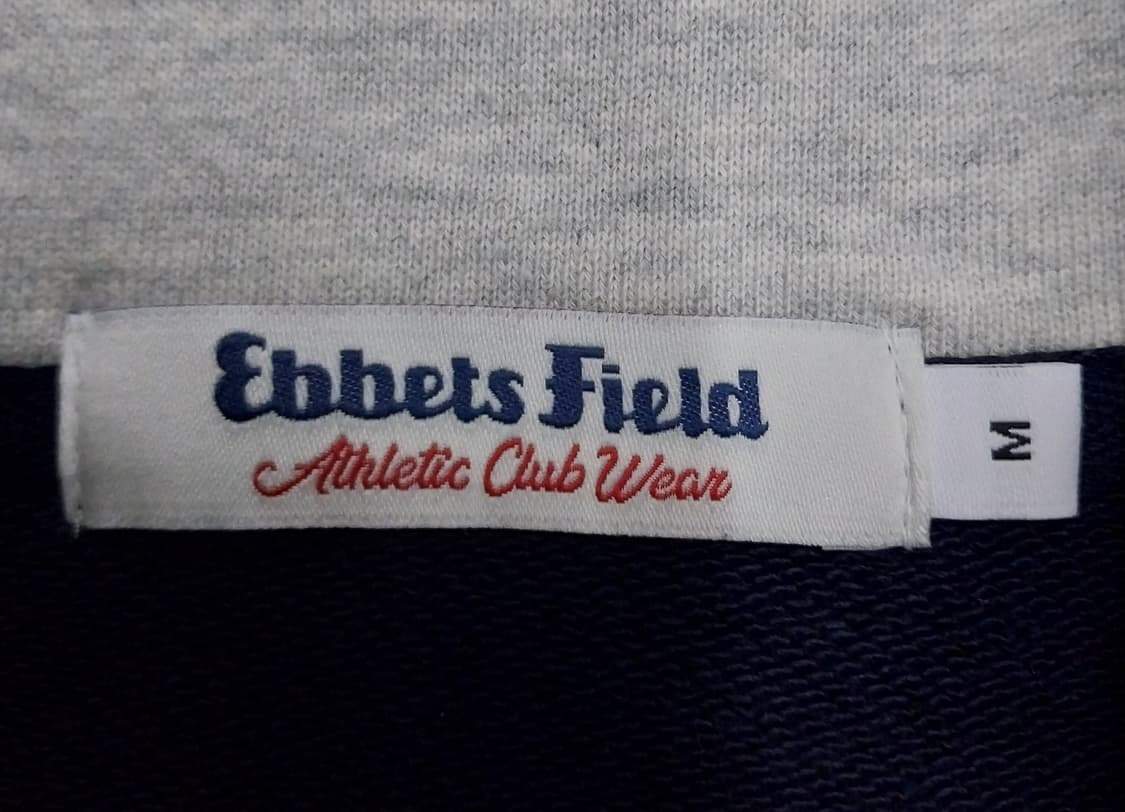 Ebbets Field
Athletic Club Wear
M